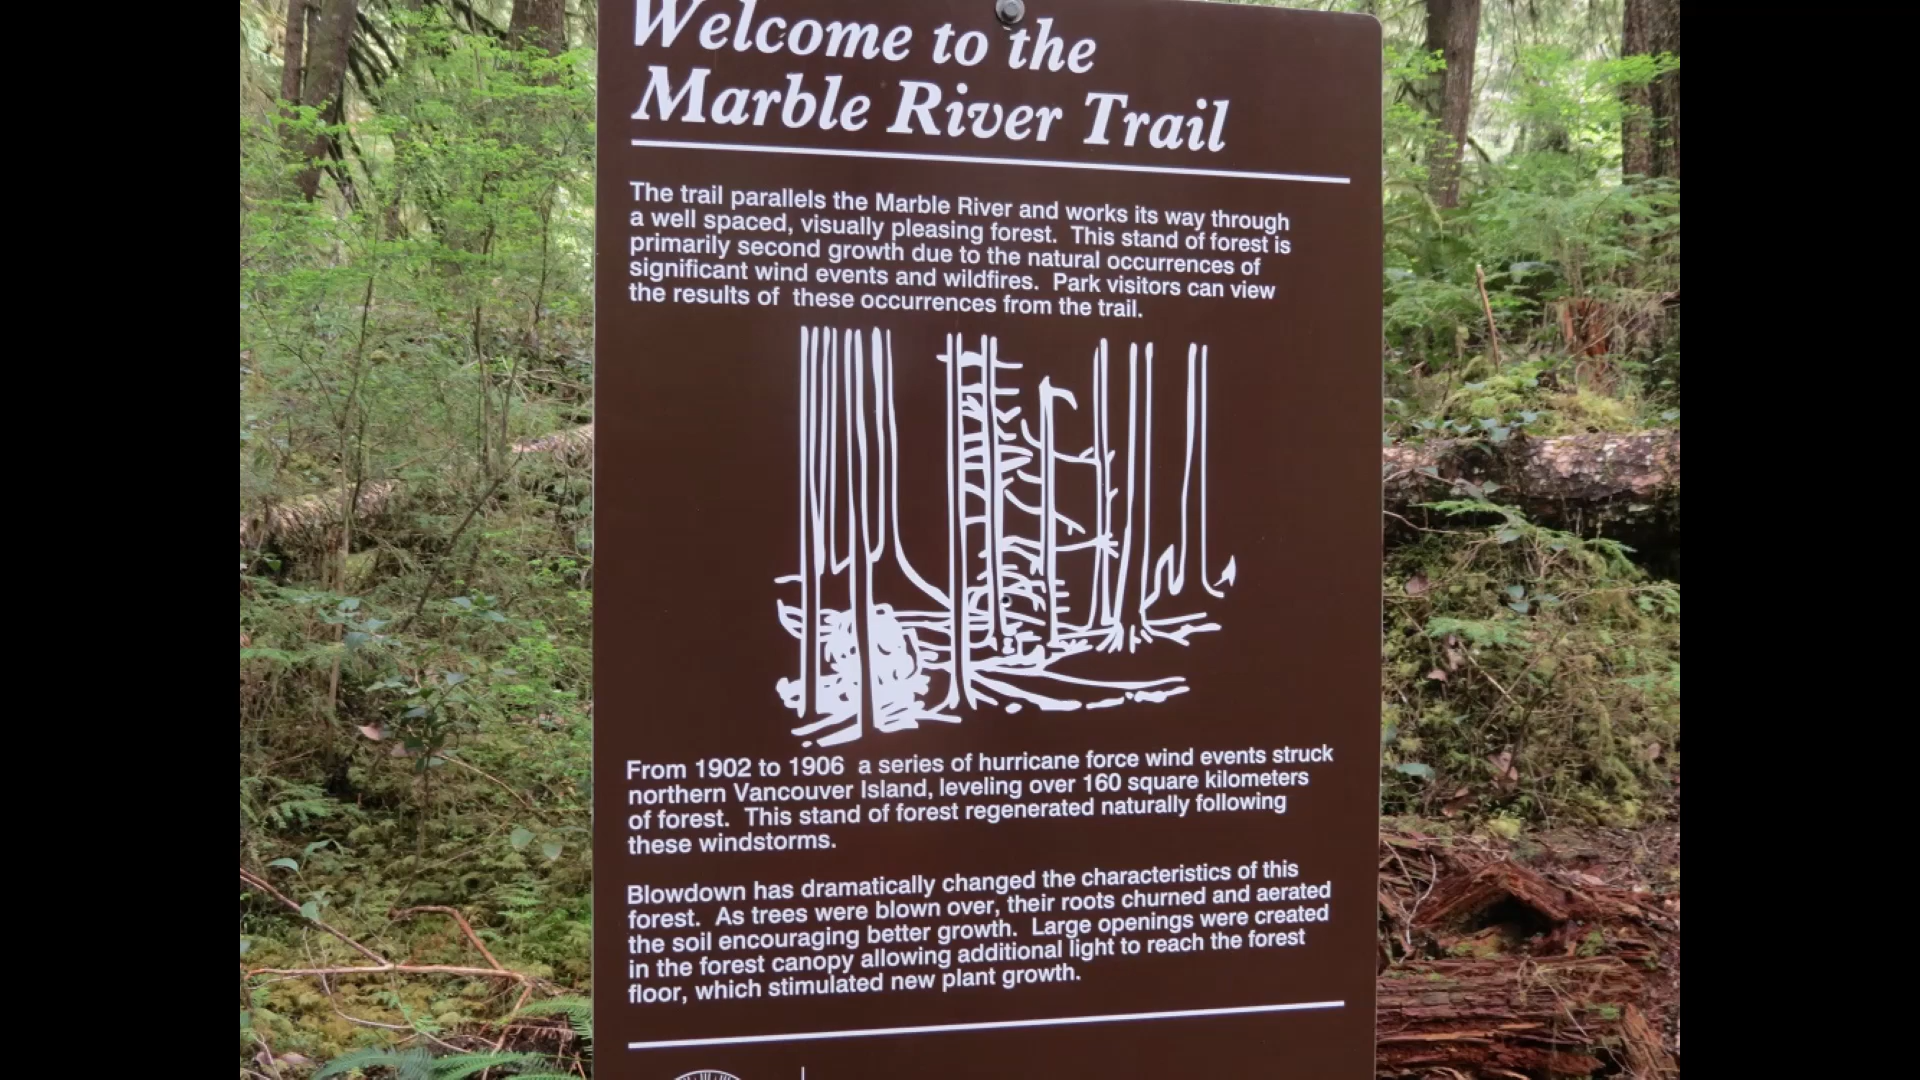 Welcome to the
Marble River Trail
The trail parallels the Marble River and works its way through
a well spaced, visually pleasing forest.  This stand of forest is
primarily second growth due to the natural occurrences of
significant wind events and wildfires.  Park visitors can view
the results of  these occurrences from the trail.
From 1902 to 1906  a series of hurricane force wind events struck
northern Vancouver Island, leveling over 160 square kilometers
of forest.  This stand of forest regenerated naturally following
these windstorms.
Blowdown has dramatically changed the characteristics of this
forest.  As trees were blown over, their roots churned and aerated
the soil encouraging better growth.  Large openings were created
in the forest canopy allowing additional light to reach the forest
floor, which stimulated new plant growth.